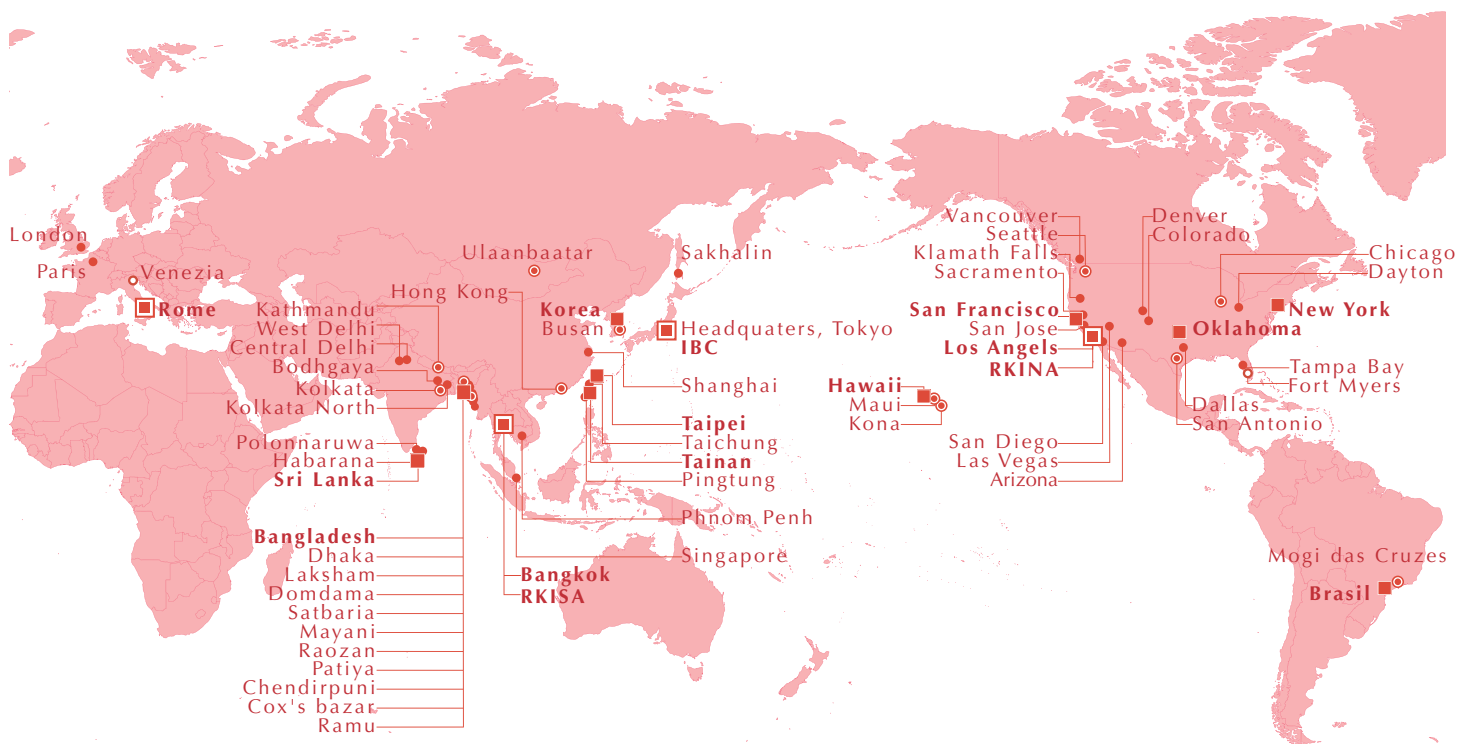 London
Paris
Venezia
Rome
Ulaanbaatar
Sakhalin
Hong Kong
Kathmandu
West Delhi
Central Delhi
Bodhgaya
Kolkata
Kolkata North
Polonnaruwa
Habarana
Sri Lanka
Bangladesh
Dhaka
Laksham
Domdama
Satbaria
Mayani
Raozan
Patiya
Chendirpuni
Cox's bazar
Ramu
Korea
Busan
Headquaters, Tokyo
IBC
Shanghai
Taipei
Taichung
Tainan
Pingtung
Phnom Penh
Singapore
Bangkok
RKISA
Vancouver
Seattle
Klamath Falls
Sacramento
San Francisco
San Jose
Los Angels
RKINA
Hawaii
Maui
Kona
San Diego
Las Vegas
Arizona
Denver
Colorado
Chicago
Dayton
New York
Oklahoma
Tampa Bay
Fort Myers
Dallas
San Antonio
Mogi das Cruzes
Brasil